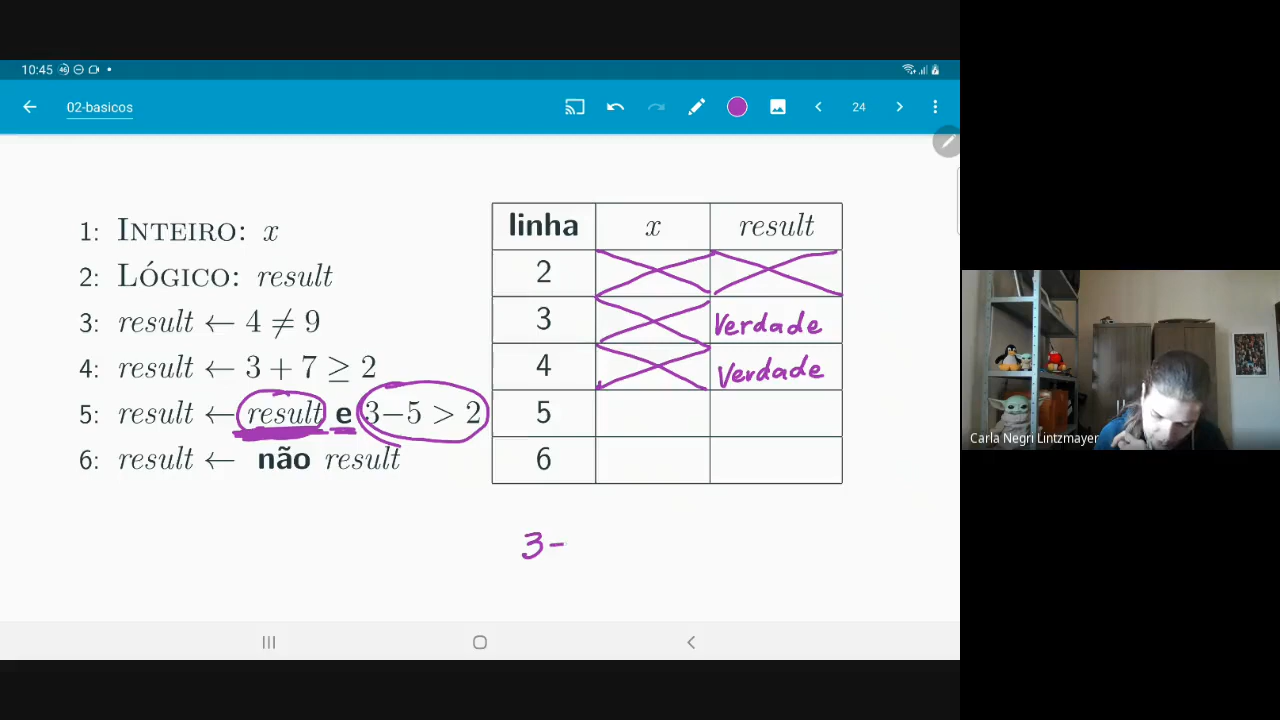 10:45
02-basicos
24
1: INTEIRO: x
2: LÓGICO: result
3: result ← 4 ≠ 9
4: result ← 3 + 7 ≥ 2
5: result ← result e 3−5 > 2
6: result ← não result
linha x result
2
3 Verdade
4 Verdade
5
6
3-
Carla Negri Lintzmayer